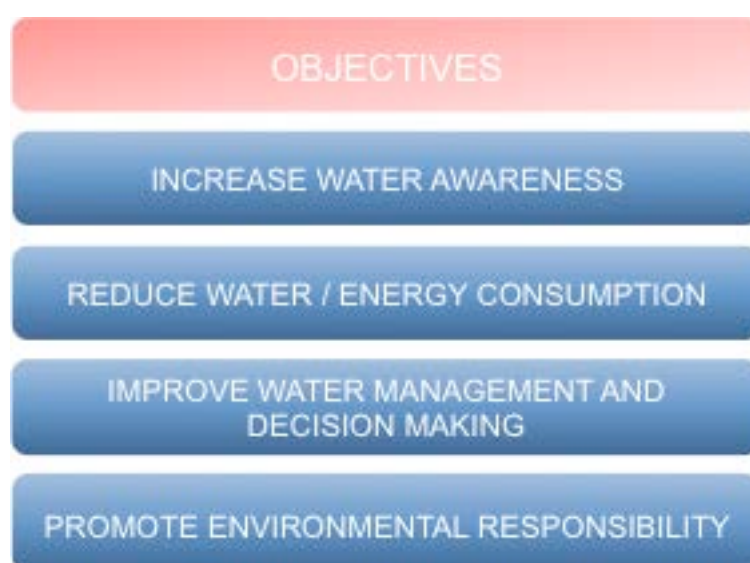 OBJECTIVES
INCREASE WATER AWARENESS
REDUCE WATER / ENERGY CONSUMPTION
IMPROVE WATER MANAGEMENT AND
DECISION MAKING
PROMOTE ENVIRONMENTAL RESPONSIBILITY